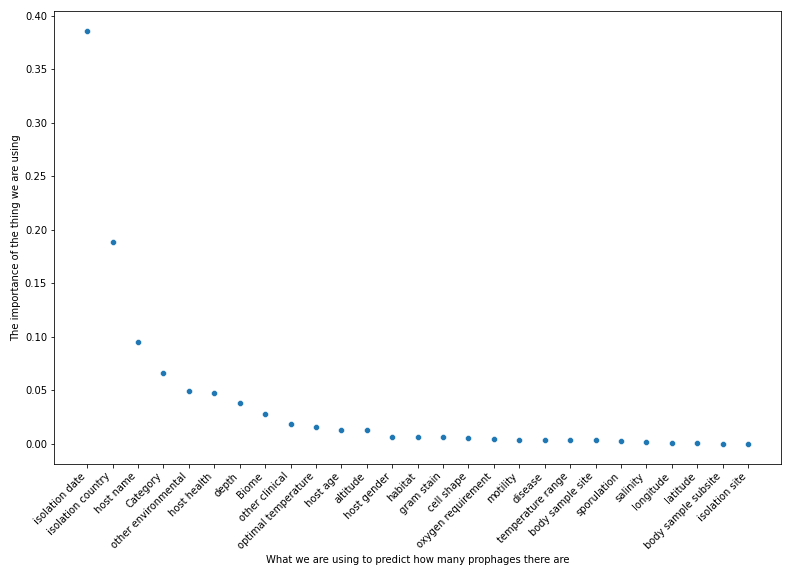 0.40
0.35
0.30
0.25
0.20
0.15
0.10
0.05
0.00
The importance of the thing we are using
isolation date
isolation country
host name
Category
other environmental
host health
depth
Biome
other clinical
optimal temperature
host age
altitude
host gender
habitat
gram stain
cell shape
oxygen requirement
motility
disease
temperature range
body sample site
sporulation
salinity
longitude
latitude
body sample subsite
isolation site
What we are using to predict how many prophages there are